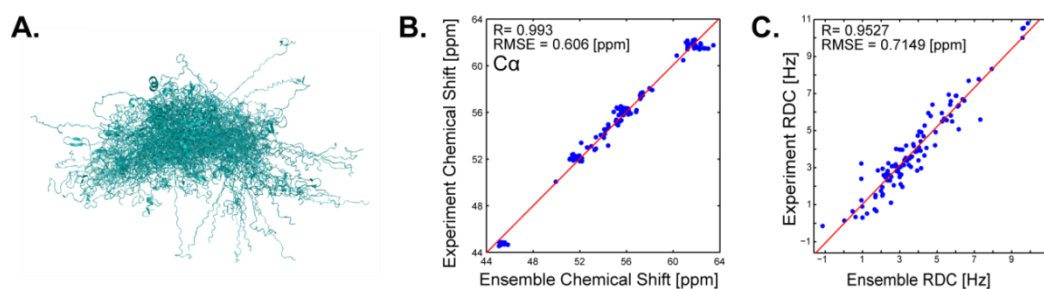 A.
B.
R= 0.993
RMSE = 0.606 [ppm]
Cα
Experiment Chemical Shift [ppm]
64
60
56
52
48
44
44 48 52 56 60 64
Ensemble Chemical Shift [ppm]
C.
R= 0.9527
RMSE = 0.7149 [Hz]
Experiment RDC [Hz]
11
9
7
5
3
1
−1
−1 1 3 5 7 9
Ensemble RDC [Hz]